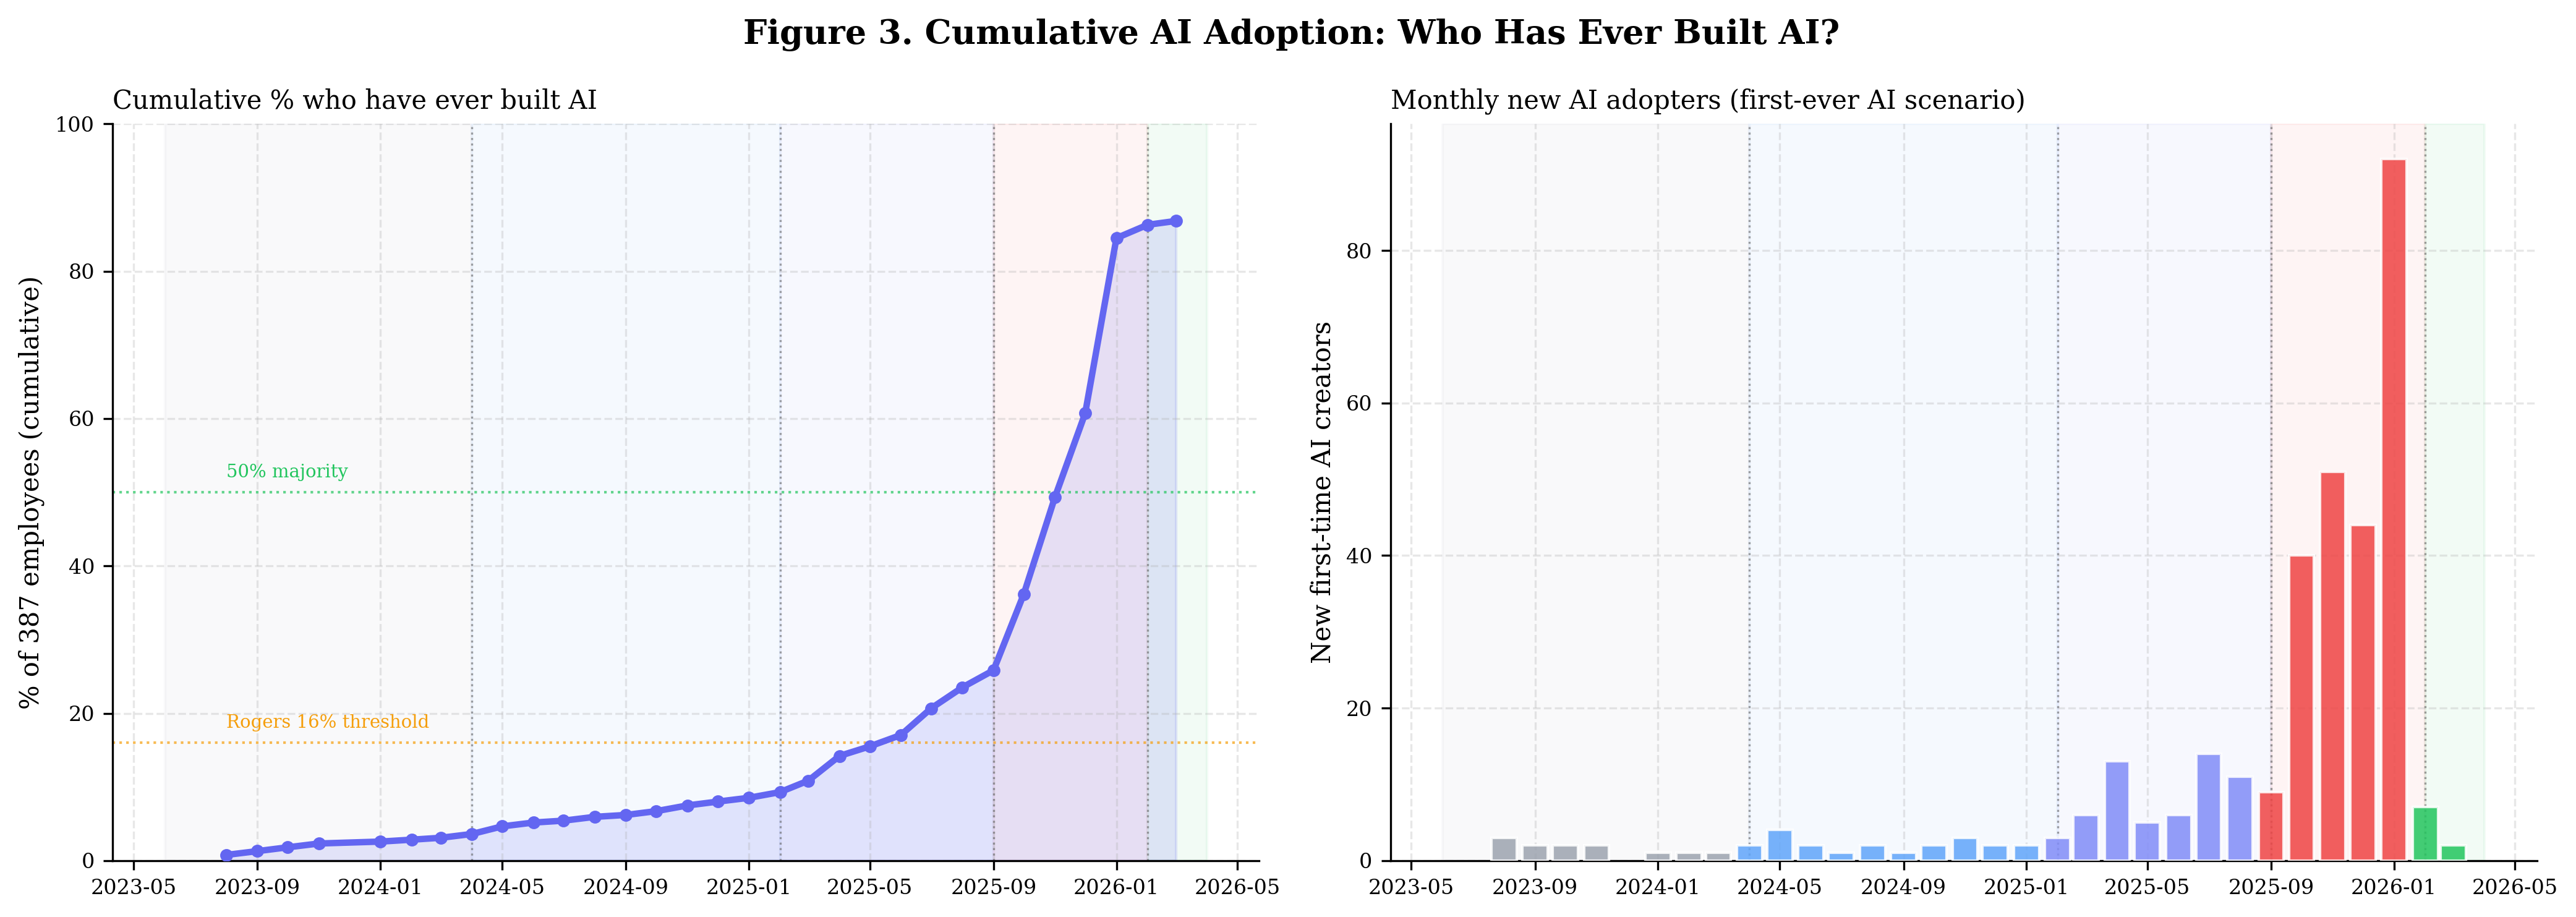 Figure 3. Cumulative AI Adoption: Who Has Ever Built AI?
Cumulative % who have ever built AI
% of 387 employees (cumulative)
100
80
60
40
20
0
50% majority
Rogers 16% threshold
2023-05 2023-09 2024-01 2024-05 2024-09 2025-01 2025-05 2025-09 2026-01 2026-05
Monthly new AI adopters (first-ever AI scenario)
New first-time AI creators
80
60
40
20
0
2023-05 2023-09 2024-01 2024-05 2024-09 2025-01 2025-05 2025-09 2026-01 2026-05